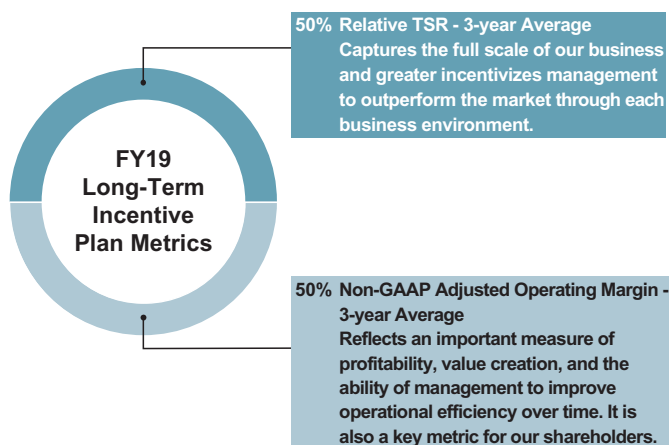 50% Relative TSR - 3-year Average
Captures the full scale of our business
and greater incentivizes management
to outperform the market through each
business environment.
FY19
Long-Term
Incentive
Plan Metrics
50% Non-GAAP Adjusted Operating Margin -
3-year Average
Reflects an important measure of
profitability, value creation, and the
ability of management to improve
operational efficiency over time. It is
also a key metric for our shareholders.